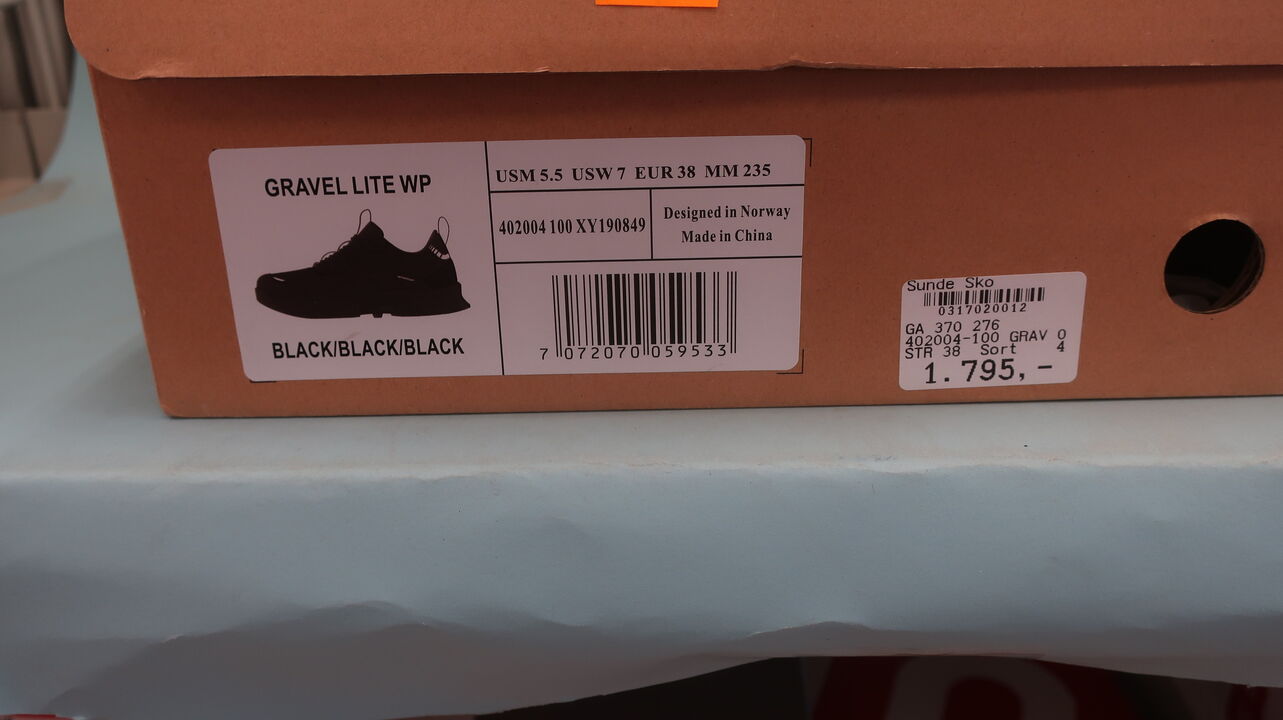 GRAVEL LITE WP
BLACK/BLACK/BLACK
USM 5.5 USW 7 EUR 38 MM 235
402004 100 XY190849
Designed in Norway
Made in China
7 072070 059533
Sunde Sko
0317020012
GA 370 276
402004-100 GRAV 0
STR 38 Sort 4
1.795,-